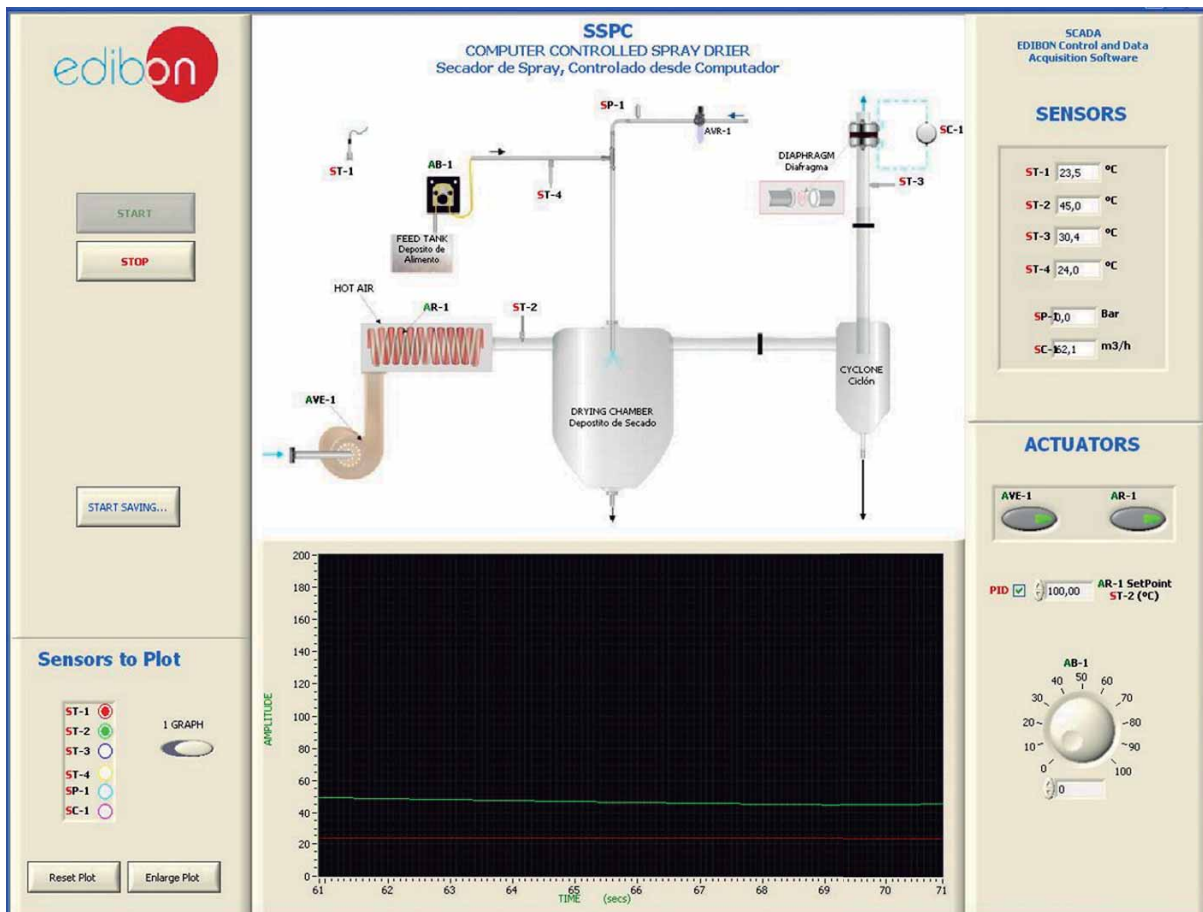 edibon
START
STOP
START SAVING...
Sensors to Plot
ST-1
ST-2
ST-3
ST-4
SP-1
SC-1
1 GRAPH
Reset Plot
Enlarge Plot
SSPC
COMPUTER CONTROLLED SPRAY DRIER
Secador de Spray, Controlado desde Computador
SP-1
AVR-1
ST-1
AB-1
ST-4
DIAPHRAGM
Diafragma
SC-1
ST-3
FEED TANK
Deposito de
Alimento
HOT AIR
AR-1
ST-2
AVE-1
DRYING CHAMBER
Depostito de Secado
CYCLONE
Ciclón
AMPLITUDE
200
180
160
140
120
100
80
60
40
20
0
61 62 63 64 65 66 67 68 69 70 71
TIME (secs)
SCADA
EDIBON Control and Data
Acquisition Software
SENSORS
ST-1 23,5 ºC
ST-2 45,0 ºC
ST-3 30,4 ºC
ST-4 24,0 ºC
SP-1 0,0 Bar
SC-1 62,1 m3/h
ACTUATORS
AVE-1 AR-1
PID 100,00 AR-1 SetPoint
ST-2 (ºC)
AB-1
0 10 20 30 40 50 60 70 80 90 100
0